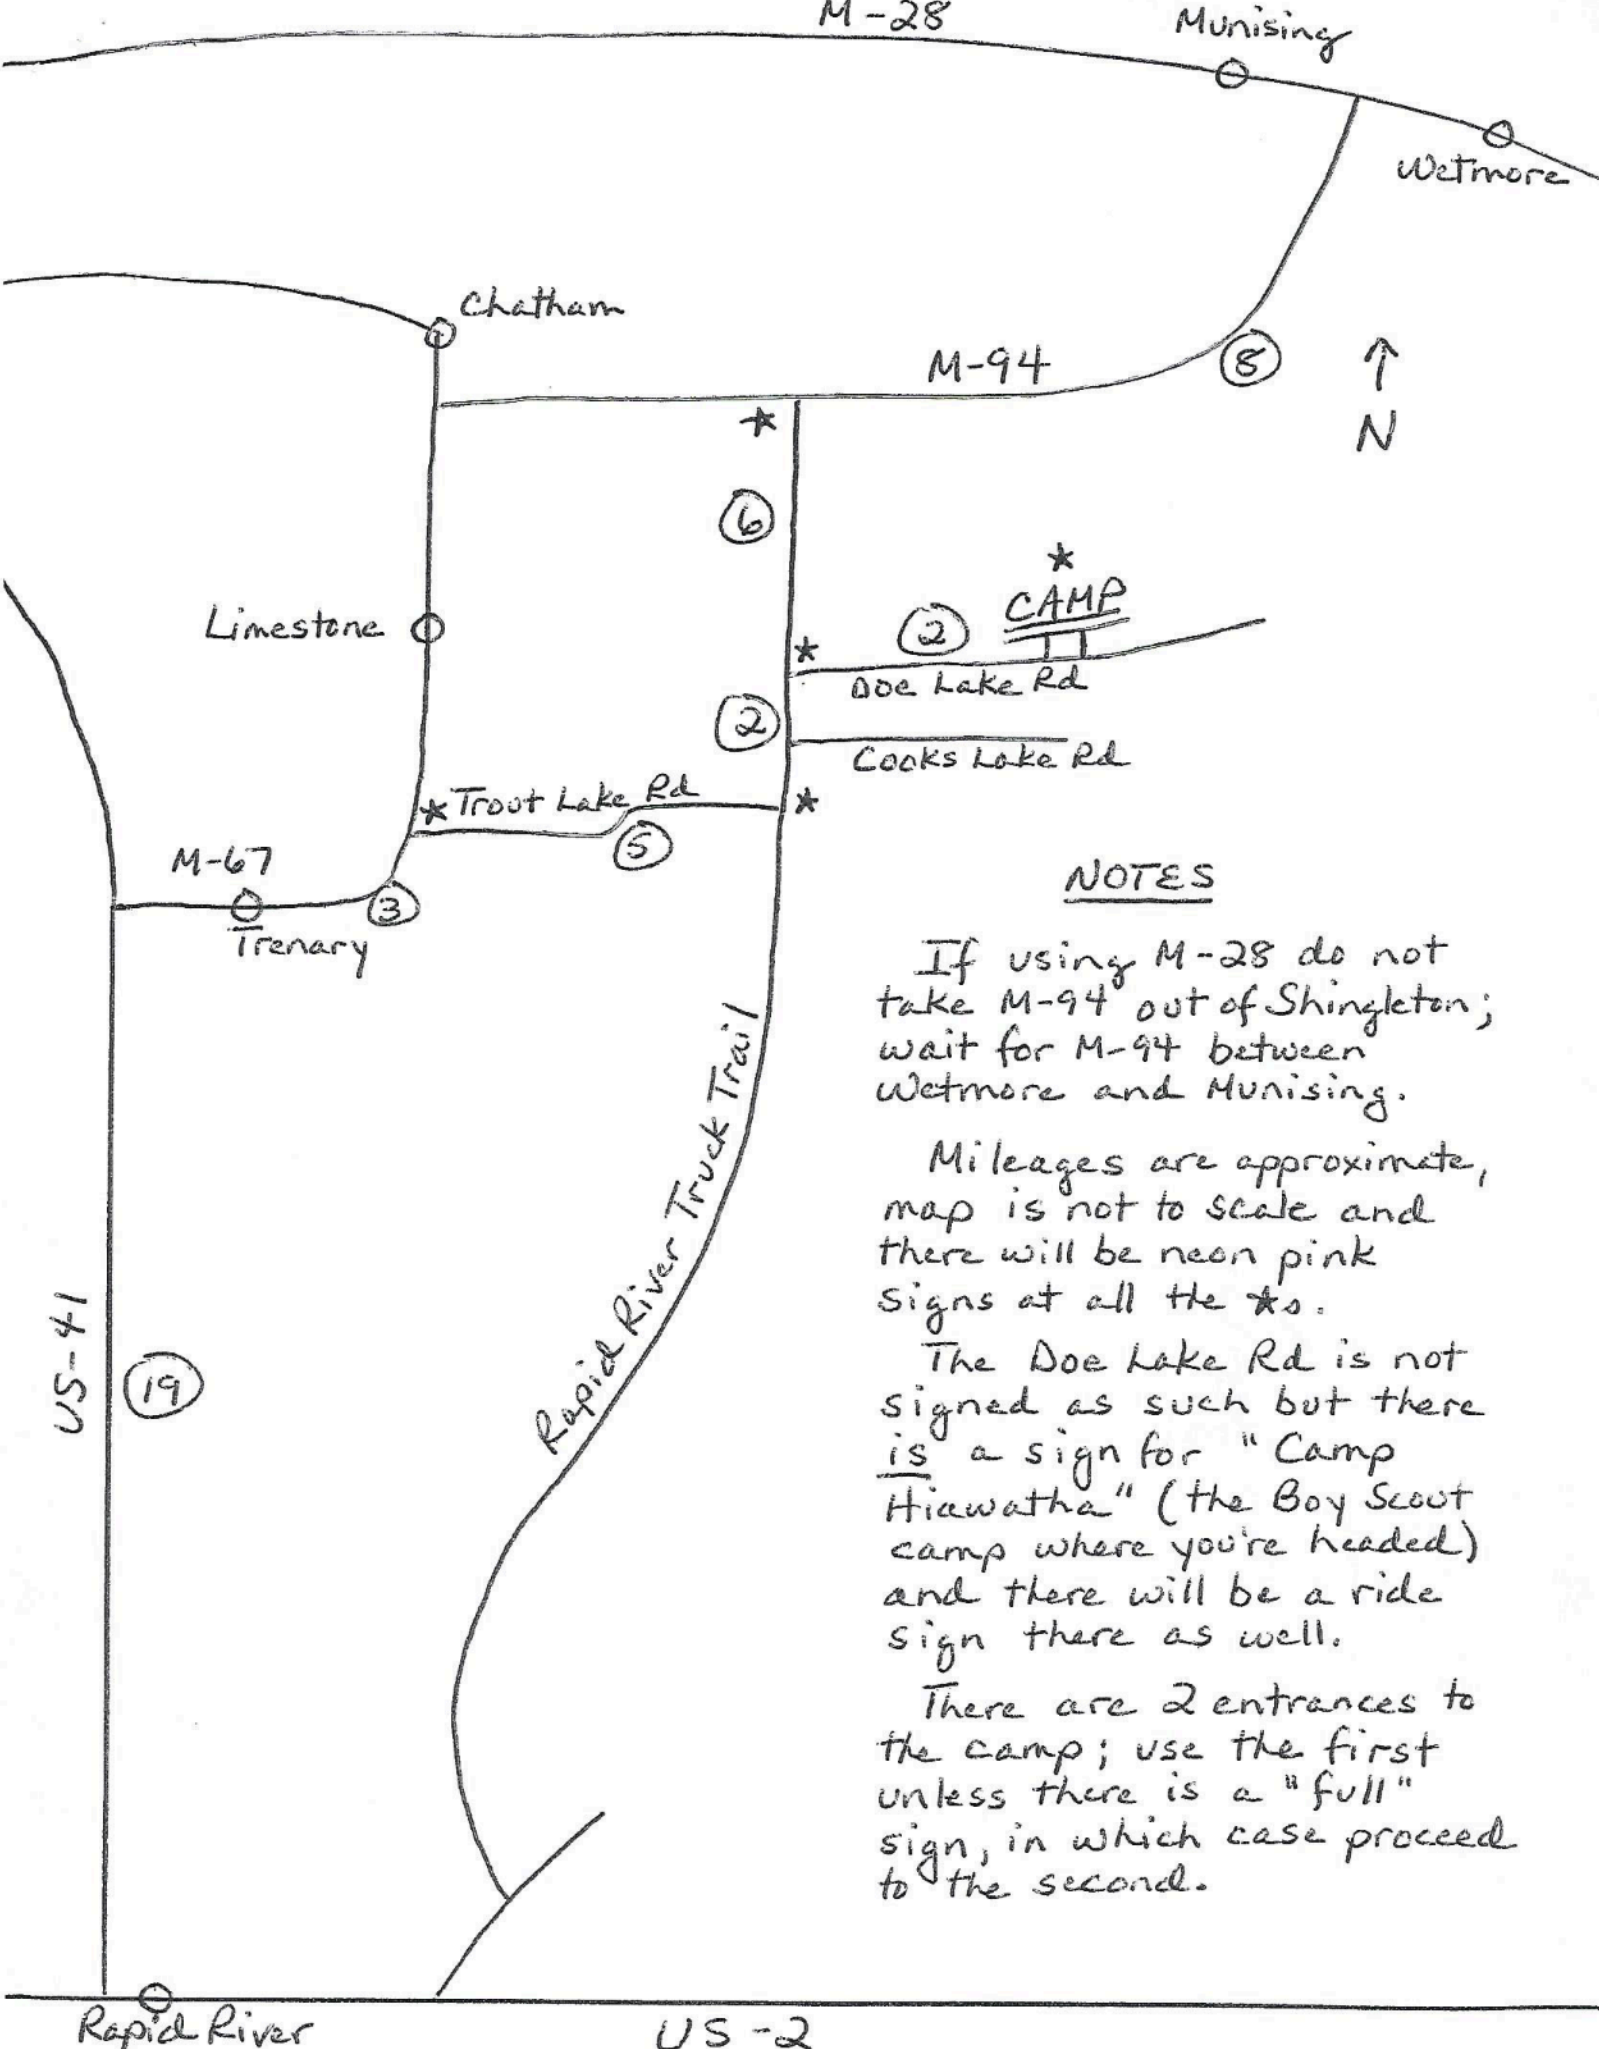 M-28
Munising
Wetmore
Chatham
M-94
8
N
6
★
★
CAMP
Limestone
2
★
Doe Lake Rd
2
Cooks Lake Rd
★ Trout Lake Rd
★
5
M-67
3
Trenary
NOTES
If using M-28 do not
take M-94 out of Shingleton;
wait for M-94 between
Wetmore and Munising.
Mileages are approximate,
map is not to scale and
there will be neon pink
signs at all the ★s.
The Doe Lake Rd is not
signed as such but there
is a sign for "Camp
Hiawatha" (the Boy Scout
camp where you're headed)
and there will be a ride
sign there as well.
There are 2 entrances to
the camp; use the first
unless there is a "full"
sign, in which case proceed
to the second.
Rapid River Truck Trail
US-41
19
Rapid River
US-2